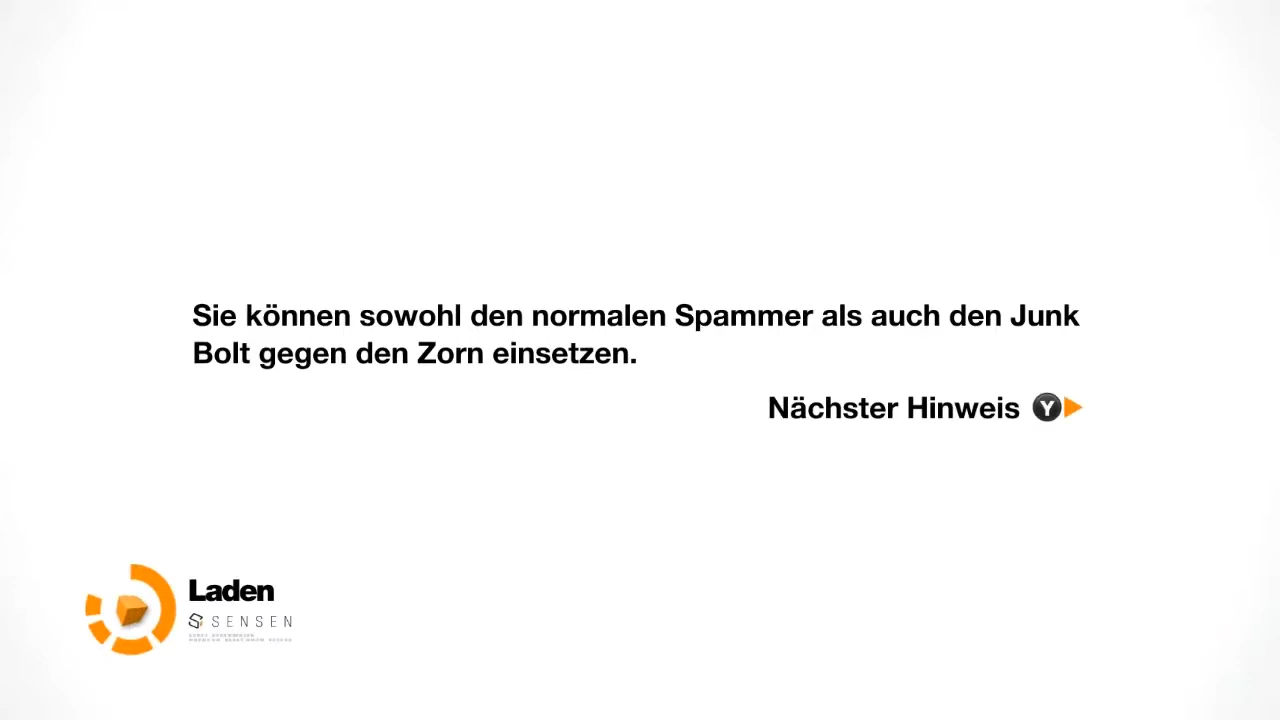 Sie können sowohl den normalen Spammer als auch den Junk
Bolt gegen den Zorn einsetzen.
Nächster Hinweis Y
Laden
SENSEN